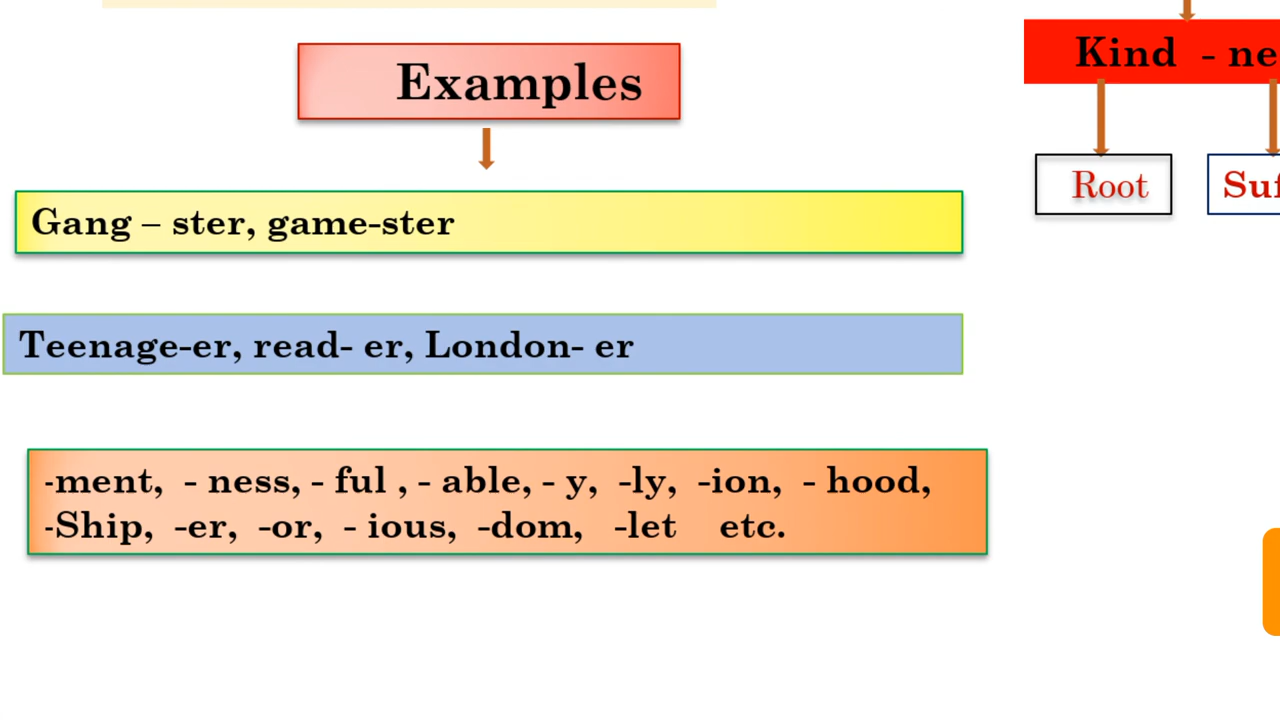 Examples
Gang – ster, game-ster
Teenage-er, read- er, London- er
-ment, - ness, - ful , - able, - y, -ly, -ion, - hood,
-Ship, -er, -or, - ious, -dom, -let etc.
Kind - ne
Root
Suf